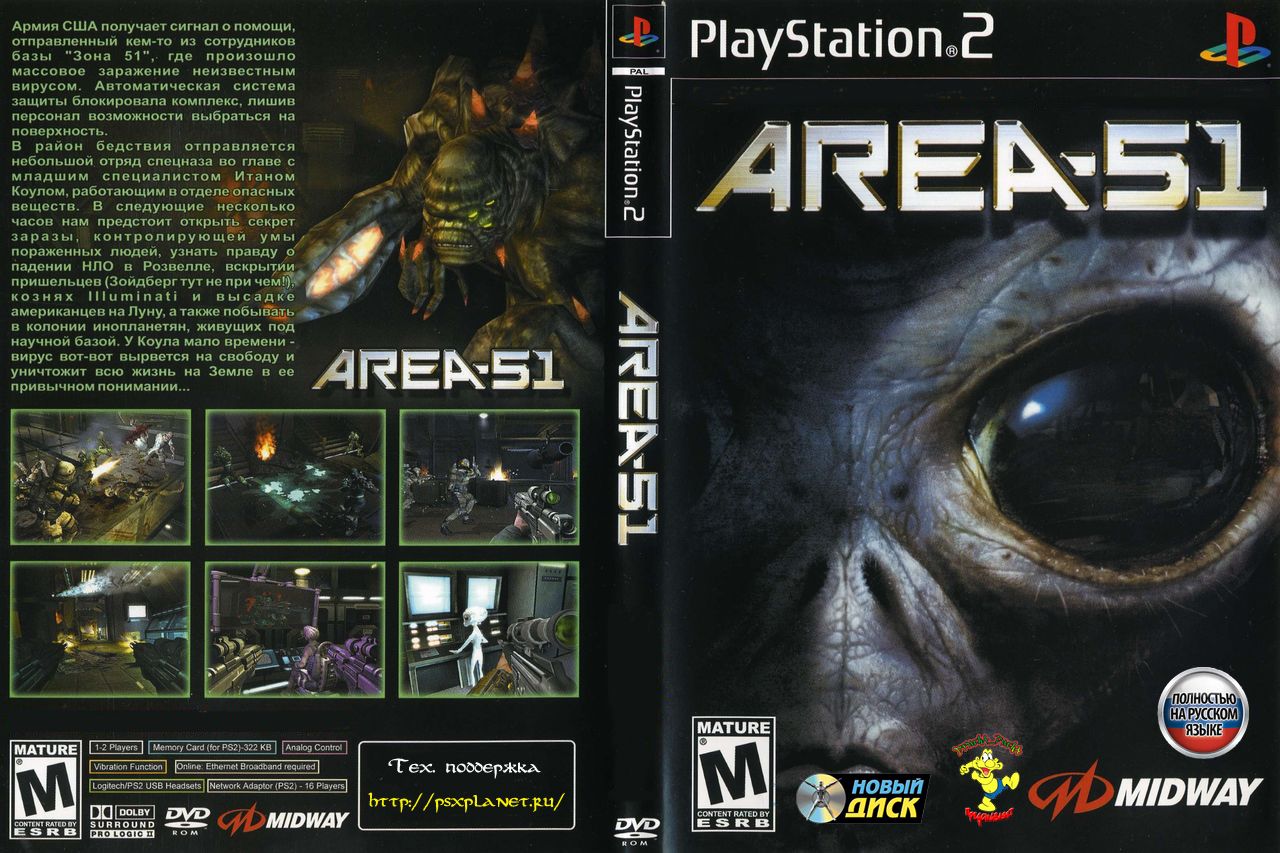 Армия США получает сигнал о помощи,
отправленный кем-то из сотрудников
базы "Зона 51", где произошло
массовое заражение неизвестным
вирусом. Автоматическая система
защиты блокировала комплекс, лишив
персонал возможности выбраться на
поверхность.
В район бедствия отправляется
небольшой отряд спецназа во главе с
младшим специалистом Итаном
Коулом, работающим в отделе опасных
веществ. В следующие несколько
часов нам предстоит открыть секрет
заразы, контролирующей умы
пораженных людей, узнать правду о
падении НЛО в Розвелле, вскрытии
пришельцев (Зойдберг тут не при чем!),
кознях Illuminati и высадке
американцев на Луну, а также побывать
в колонии инопланетян, живущих под
научной базой. У Коула мало времени -
вирус вот-вот вырвется на свободу и
уничтожит всю жизнь на Земле в ее
привычном понимании...
AREA-51
MATURE
M
®
CONTENT RATED BY
ESRB
1-2 Players
Memory Card (for PS2)-322 KB
Analog Control
Vibration Function
Online: Ethernet Broadband required
Logitech/PS2 USB Headsets
Network Adaptor (PS2) - 16 Players
DOLBY
SURROUND
PRO LOGIC II
DVD
ROM
MIDWAY
Тех. поддержка
http://psxplanet.ru/
PAL
PlayStation®2
AREA-51
DVD
ROM
PlayStation®2
AREA-51
ПОЛНОСТЬЮ
НА РУССКОМ
ЯЗЫКЕ
MATURE
M
®
CONTENT RATED BY
ESRB
НОВЫЙ
ДИСК
MIDWAY